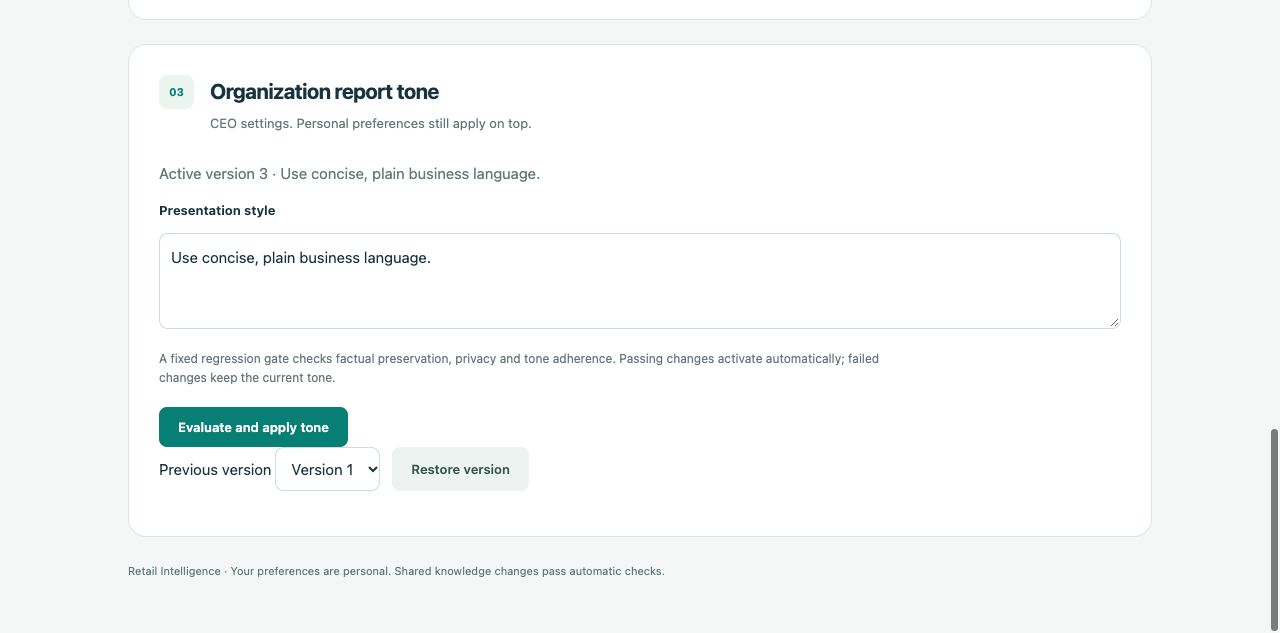 03
Organization report tone
CEO settings. Personal preferences still apply on top.
Active version 3 · Use concise, plain business language.
Presentation style
Use concise, plain business language.
A fixed regression gate checks factual preservation, privacy and tone adherence. Passing changes activate automatically; failed
changes keep the current tone.
Evaluate and apply tone
Previous version Version 1 Restore version
Retail Intelligence · Your preferences are personal. Shared knowledge changes pass automatic checks.